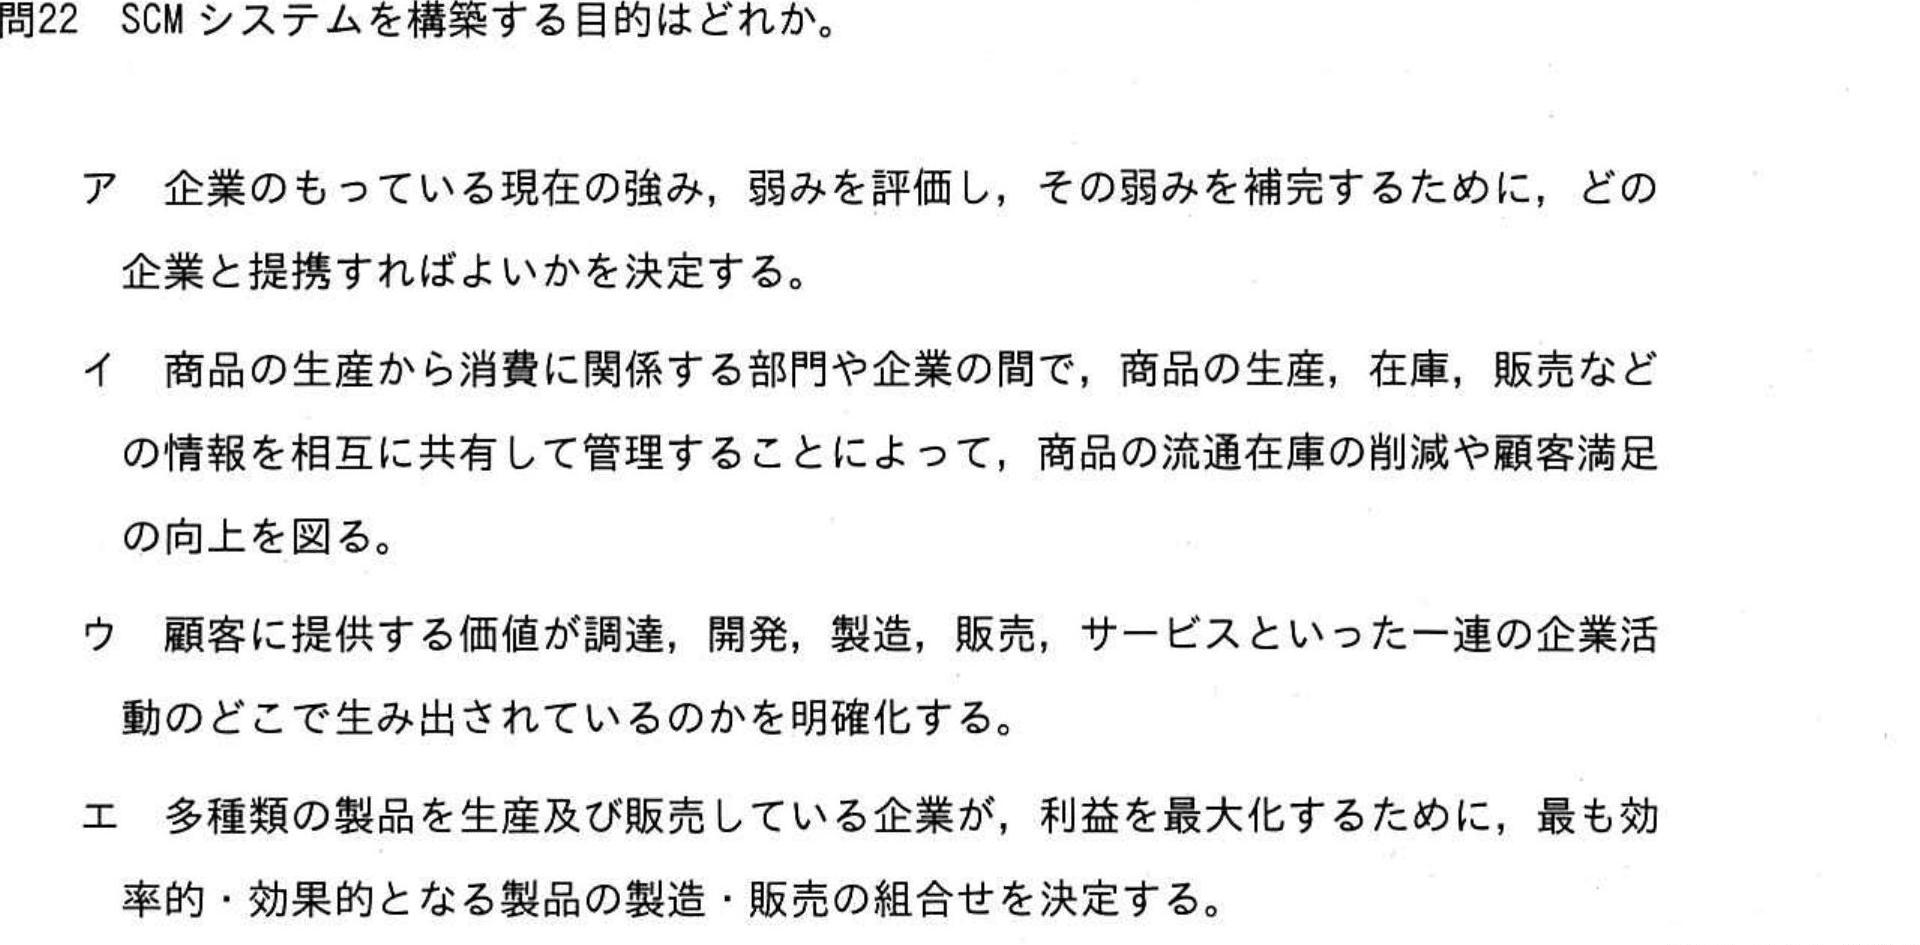 問22 SCM システムを構築する目的はどれか。
ア 企業のもっている現在の強み，弱みを評価し，その弱みを補完するために，どの
企業と提携すればよいかを決定する。
イ 商品の生産から消費に関係する部門や企業の間で，商品の生産，在庫，販売など
の情報を相互に共有して管理することによって，商品の流通在庫の削減や顧客満足
の向上を図る。
ウ 顧客に提供する価値が調達，開発，製造，販売，サービスといった一連の企業活
動のどこで生み出されているのかを明確化する。
エ 多種類の製品を生産及び販売している企業が，利益を最大化するために，最も効
率的・効果的となる製品の製造・販売の組合せを決定する。